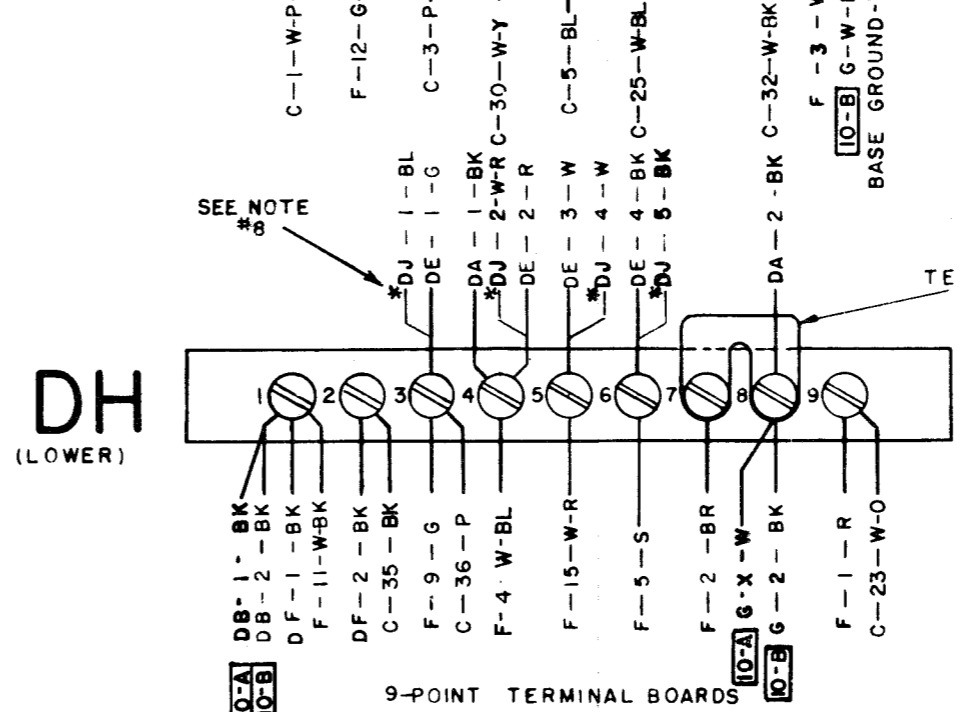 C-1-W-P
F-12-G
C-3-P
C-30-W-Y
C-5-BL
C-25-W-BL
C-32-W-BK
F-3-
10-B G-W-
BASE GROUND-
SEE NOTE
#8
*DJ-1-BL
DE-1-G
DA-1-BK
*DJ-2-W-R
DE-2-R
DE-3-W
*DJ-4-W
DE-4-BK
*DJ-5-BK
DA-2-BK
TE
DH
(LOWER)
1 2 3 4 5 6 7 8 9
DB-1-BK
DB-2-BK
DF-1-BK
F-11-W-BK
DF-2-BK
C-35-BK
F-9-G
C-36-P
F-4 W-BL
F-15-W-R
F-5-S
F-2-BR
10-A G-X-W
10-B G-2-BK
F-1-R
C-23-W-O
0-A
0-B
9-POINT TERMINAL BOARDS